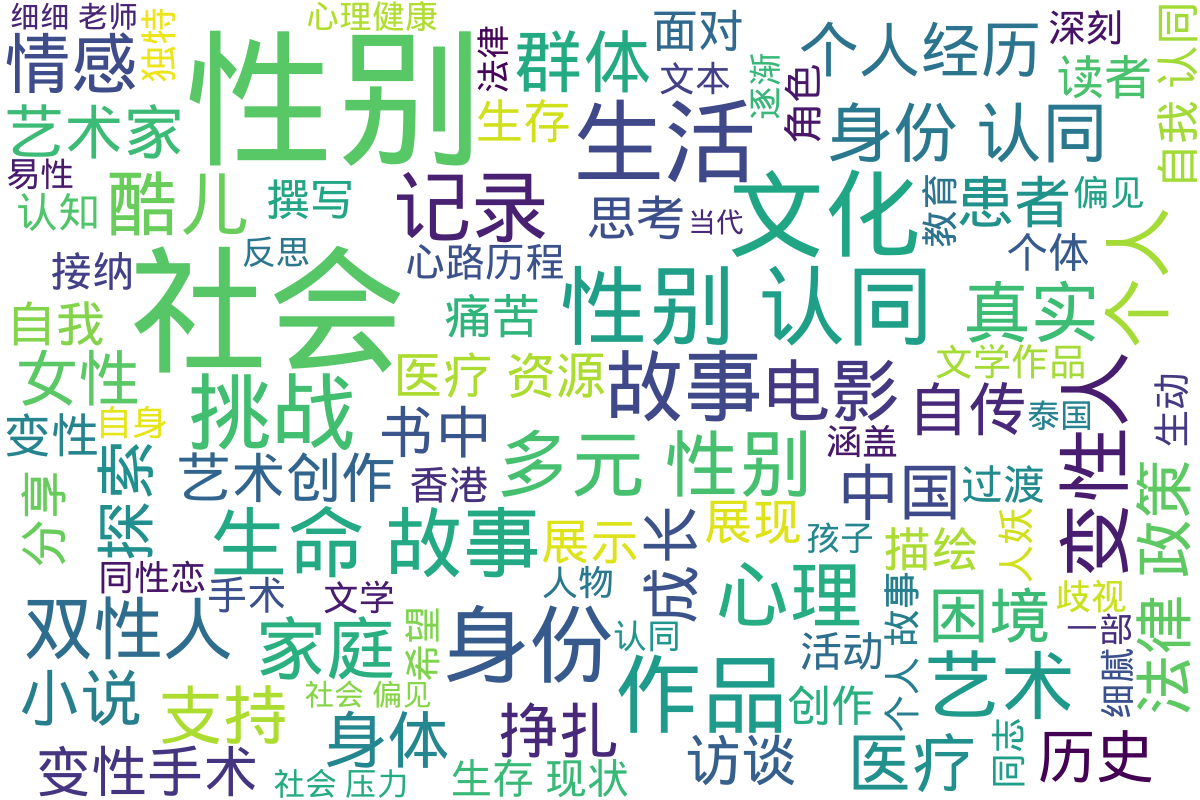 细细 老师
心理健康
独特
情感
性别
法律
群体
面对
文本
逐渐
角色
个人经历
深刻
读者
自我 认同
艺术家
生存
生活
身份 认同
易性
认知
酷儿
撰写
记录
思考
当代
文化
教育
患者
偏见
个人
接纳
反思
心路历程
个体
社会
自我
痛苦
性别 认同
真实
女性
医疗 资源
故事
电影
文学作品
自传
泰国
变性人
生动
变性
自身
挑战
书中
多元 性别
涵盖
探索
艺术创作
香港
中国
过渡
政策
分享
生命 故事
展示
成长
展现
孩子
描绘
人妖
同性恋
手术
文学
人物
心理
个人 故事
困境
歧视
一部
法律
双性人
家庭
希望
身份
认同
活动
细腻
小说
支持
社会 偏见
作品
创作
艺术
身体
挣扎
访谈
医疗
同志
历史
变性手术
社会 压力
生存 现状